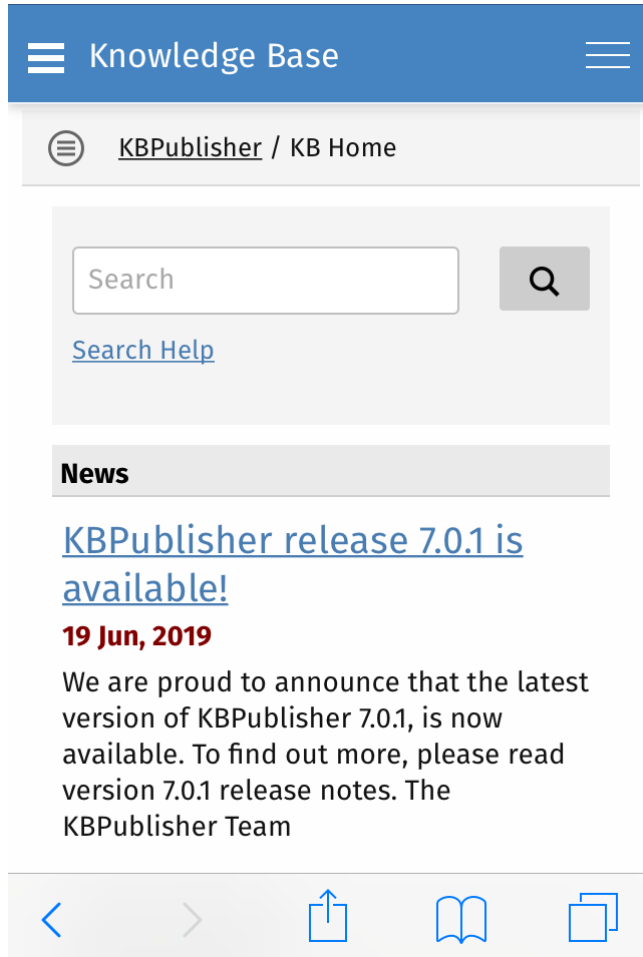 Knowledge Base
KBPublisher / KB Home
Search
Search Help
News
KBPublisher release 7.0.1 is
available!
19 Jun, 2019
We are proud to announce that the latest
version of KBPublisher 7.0.1, is now
available. To find out more, please read
version 7.0.1 release notes. The
KBPublisher Team